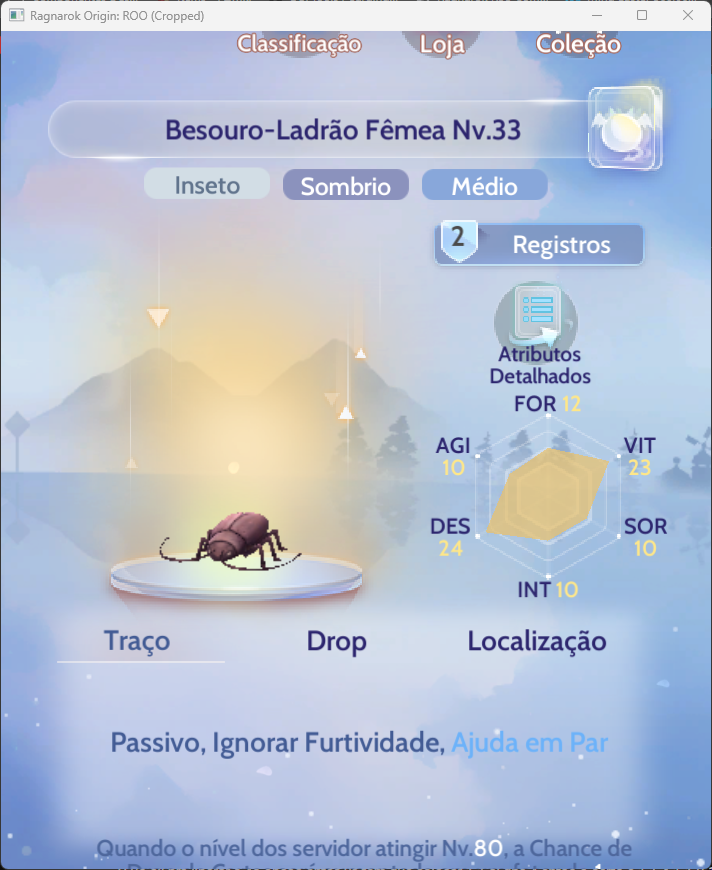 Ragnarok Origin: ROO (Cropped)
Classificação Loja Coleção
Besouro-Ladrão Fêmea Nv.33
Inseto Sombrio Médio
2 Registros
Atributos
Detalhados
FOR 12
AGI VIT
10 23
DES SOR
24 10
INT 10
Traço Drop Localização
Passivo, Ignorar Furtividade, Ajuda em Par
Quando o nível dos servidor atingir Nv.80, a Chance de